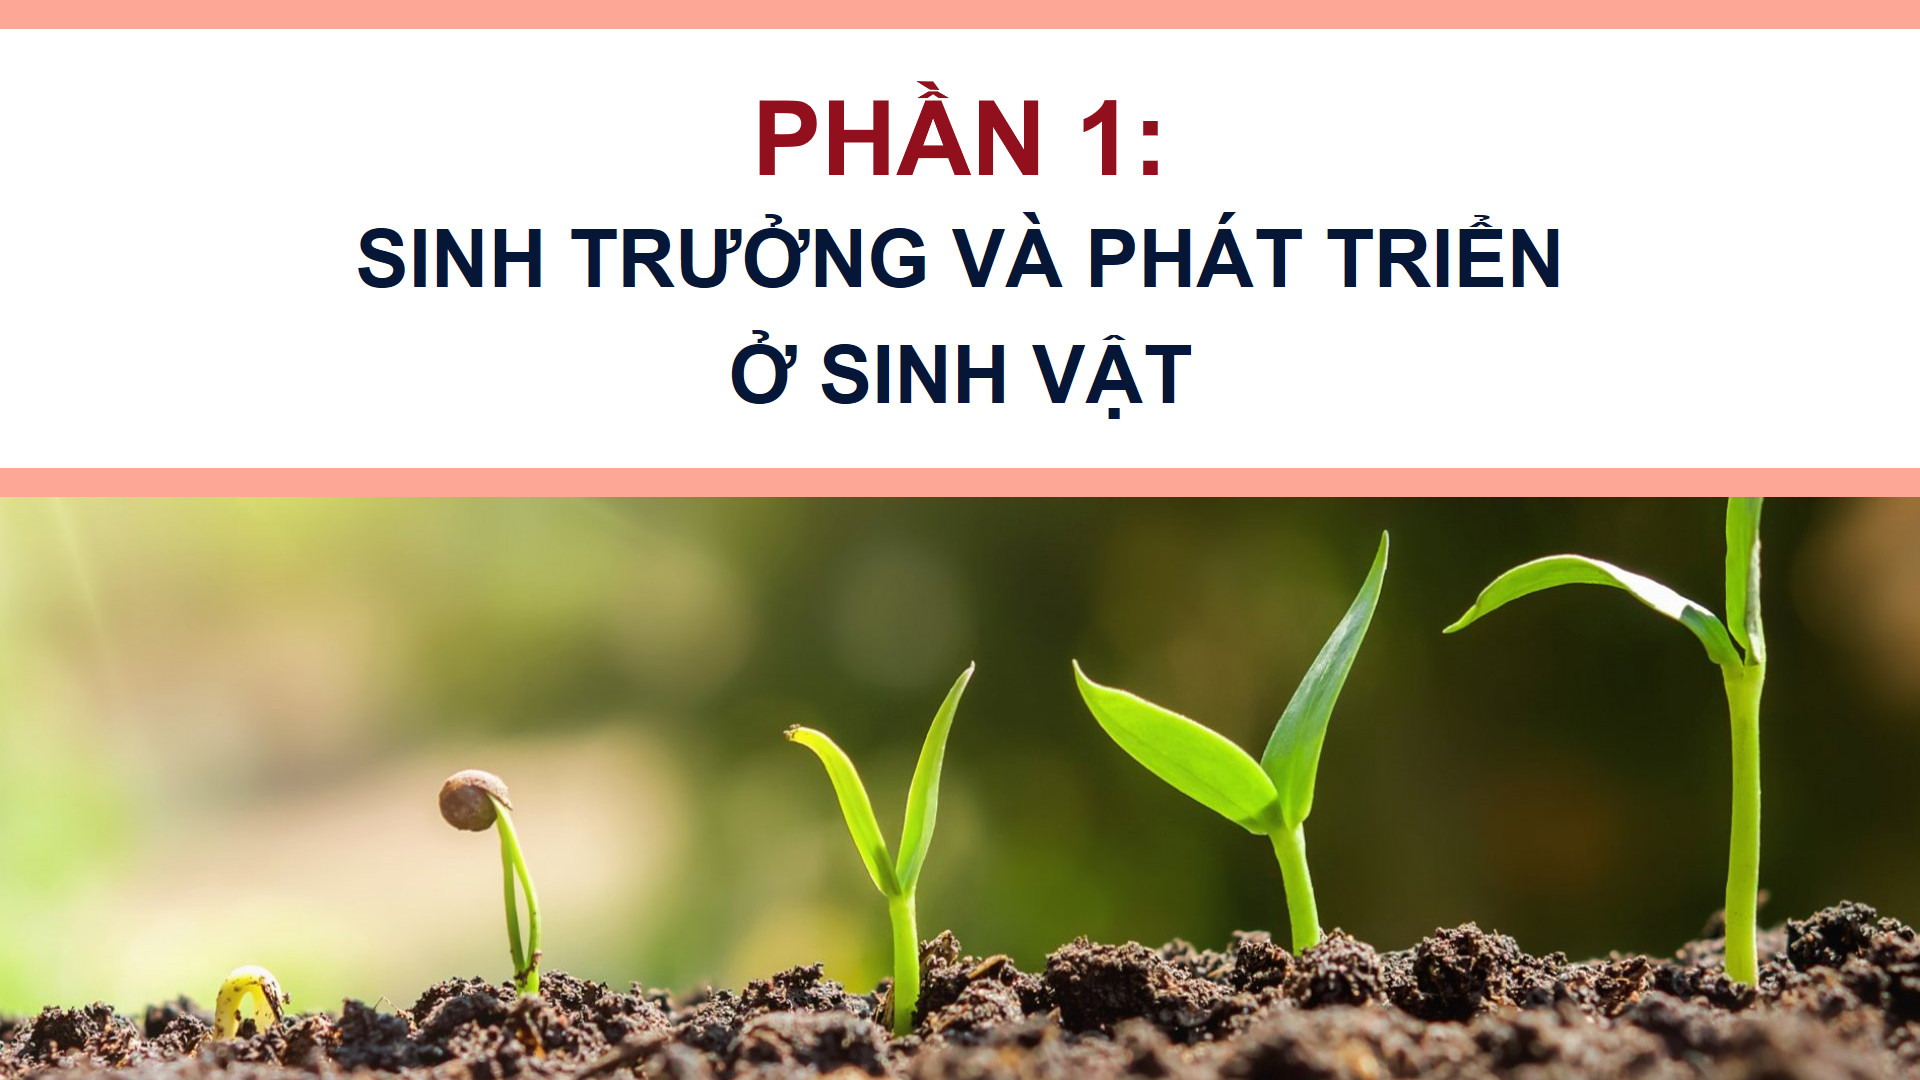 PHẦN 1:
SINH TRƯỞNG VÀ PHÁT TRIỂN
Ở SINH VẬT